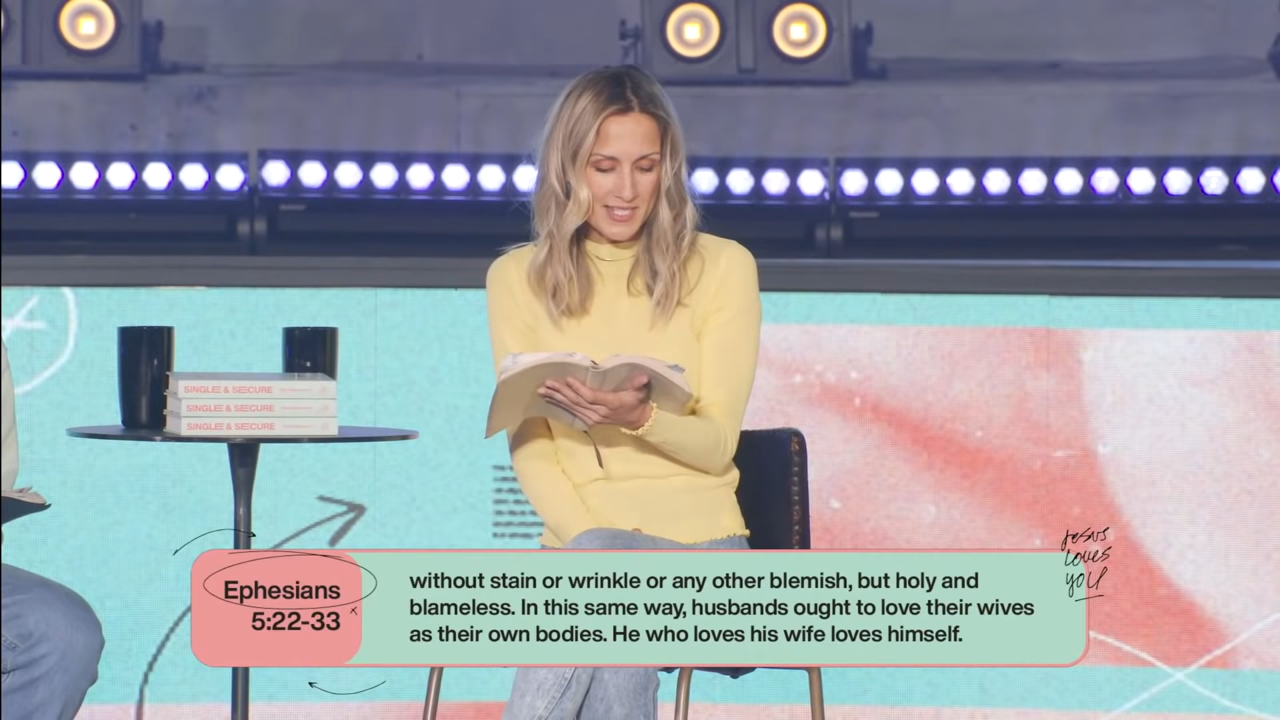 SINGLE & SECURE
SINGLE & SECURE
SINGLE & SECURE
Jesus
loves
you
Ephesians
5:22-33
without stain or wrinkle or any other blemish, but holy and
blameless. In this same way, husbands ought to love their wives
as their own bodies. He who loves his wife loves himself.